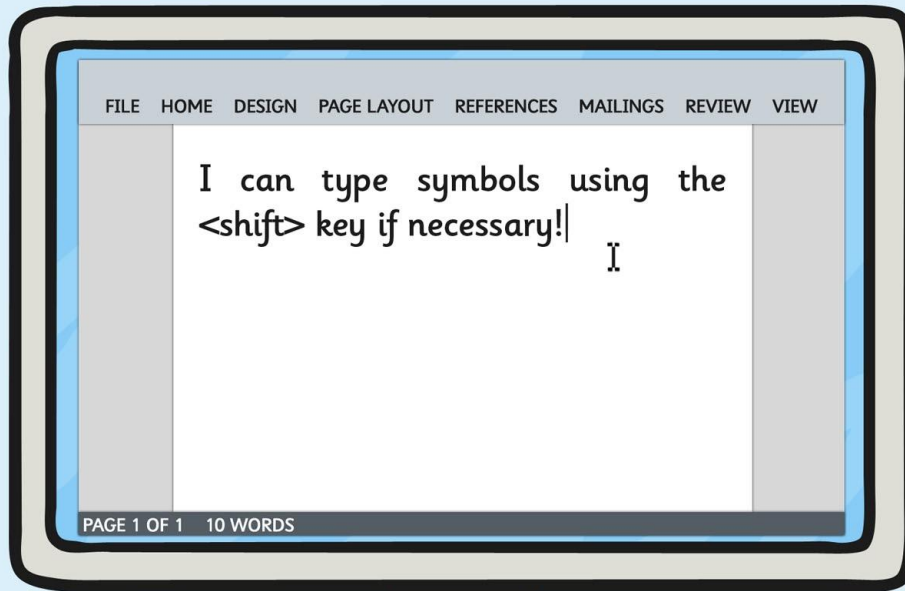 FILE HOME DESIGN PAGE LAYOUT REFERENCES MAILINGS REVIEW VIEW
I can type symbols using the
<shift> key if necessary!
PAGE 1 OF 1 10 WORDS